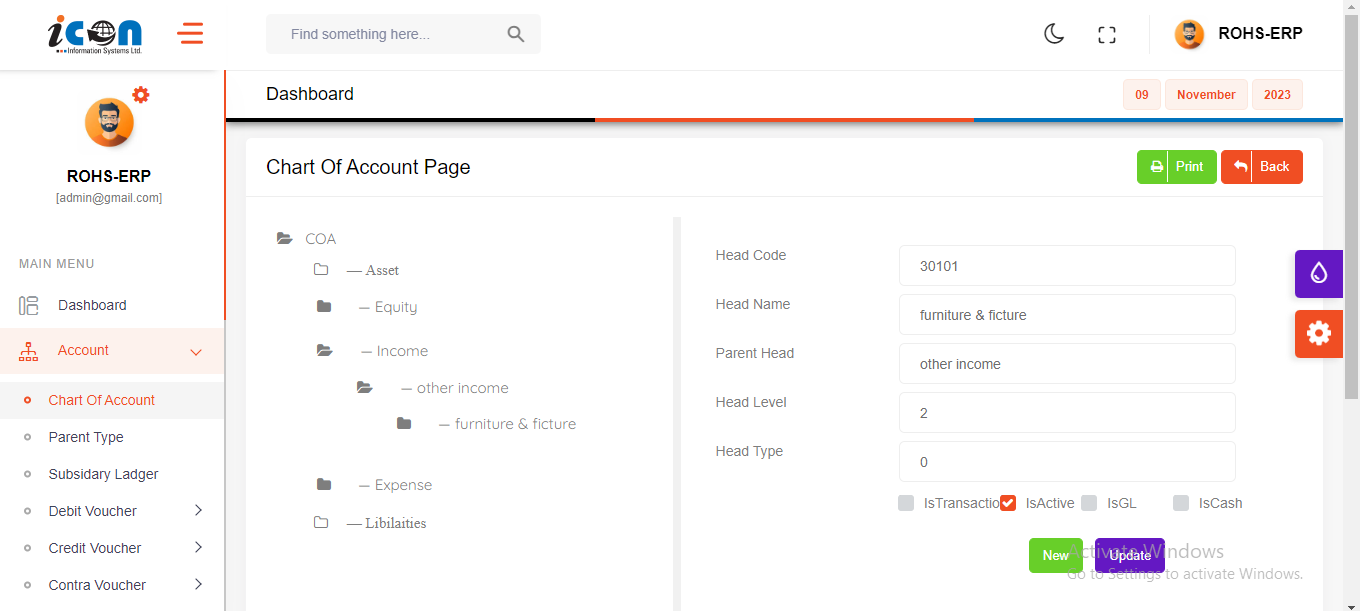 icon
Information Systems Ltd.
Find something here...
ROHS-ERP
ROHS-ERP
[admin@gmail.com]
MAIN MENU
Dashboard
Account
Chart Of Account
Parent Type
Subsidary Ladger
Debit Voucher
Credit Voucher
Contra Voucher
Dashboard
09 November 2023
Chart Of Account Page
Print
Back
COA
— Asset
— Equity
— Income
— other income
— furniture & ficture
— Expense
— Libilaities
Head Code
30101
Head Name
furniture & ficture
Parent Head
other income
Head Level
2
Head Type
0
IsTransactio IsActive IsGL IsCash
New Update
Activate Windows
Go to Settings to activate Windows.